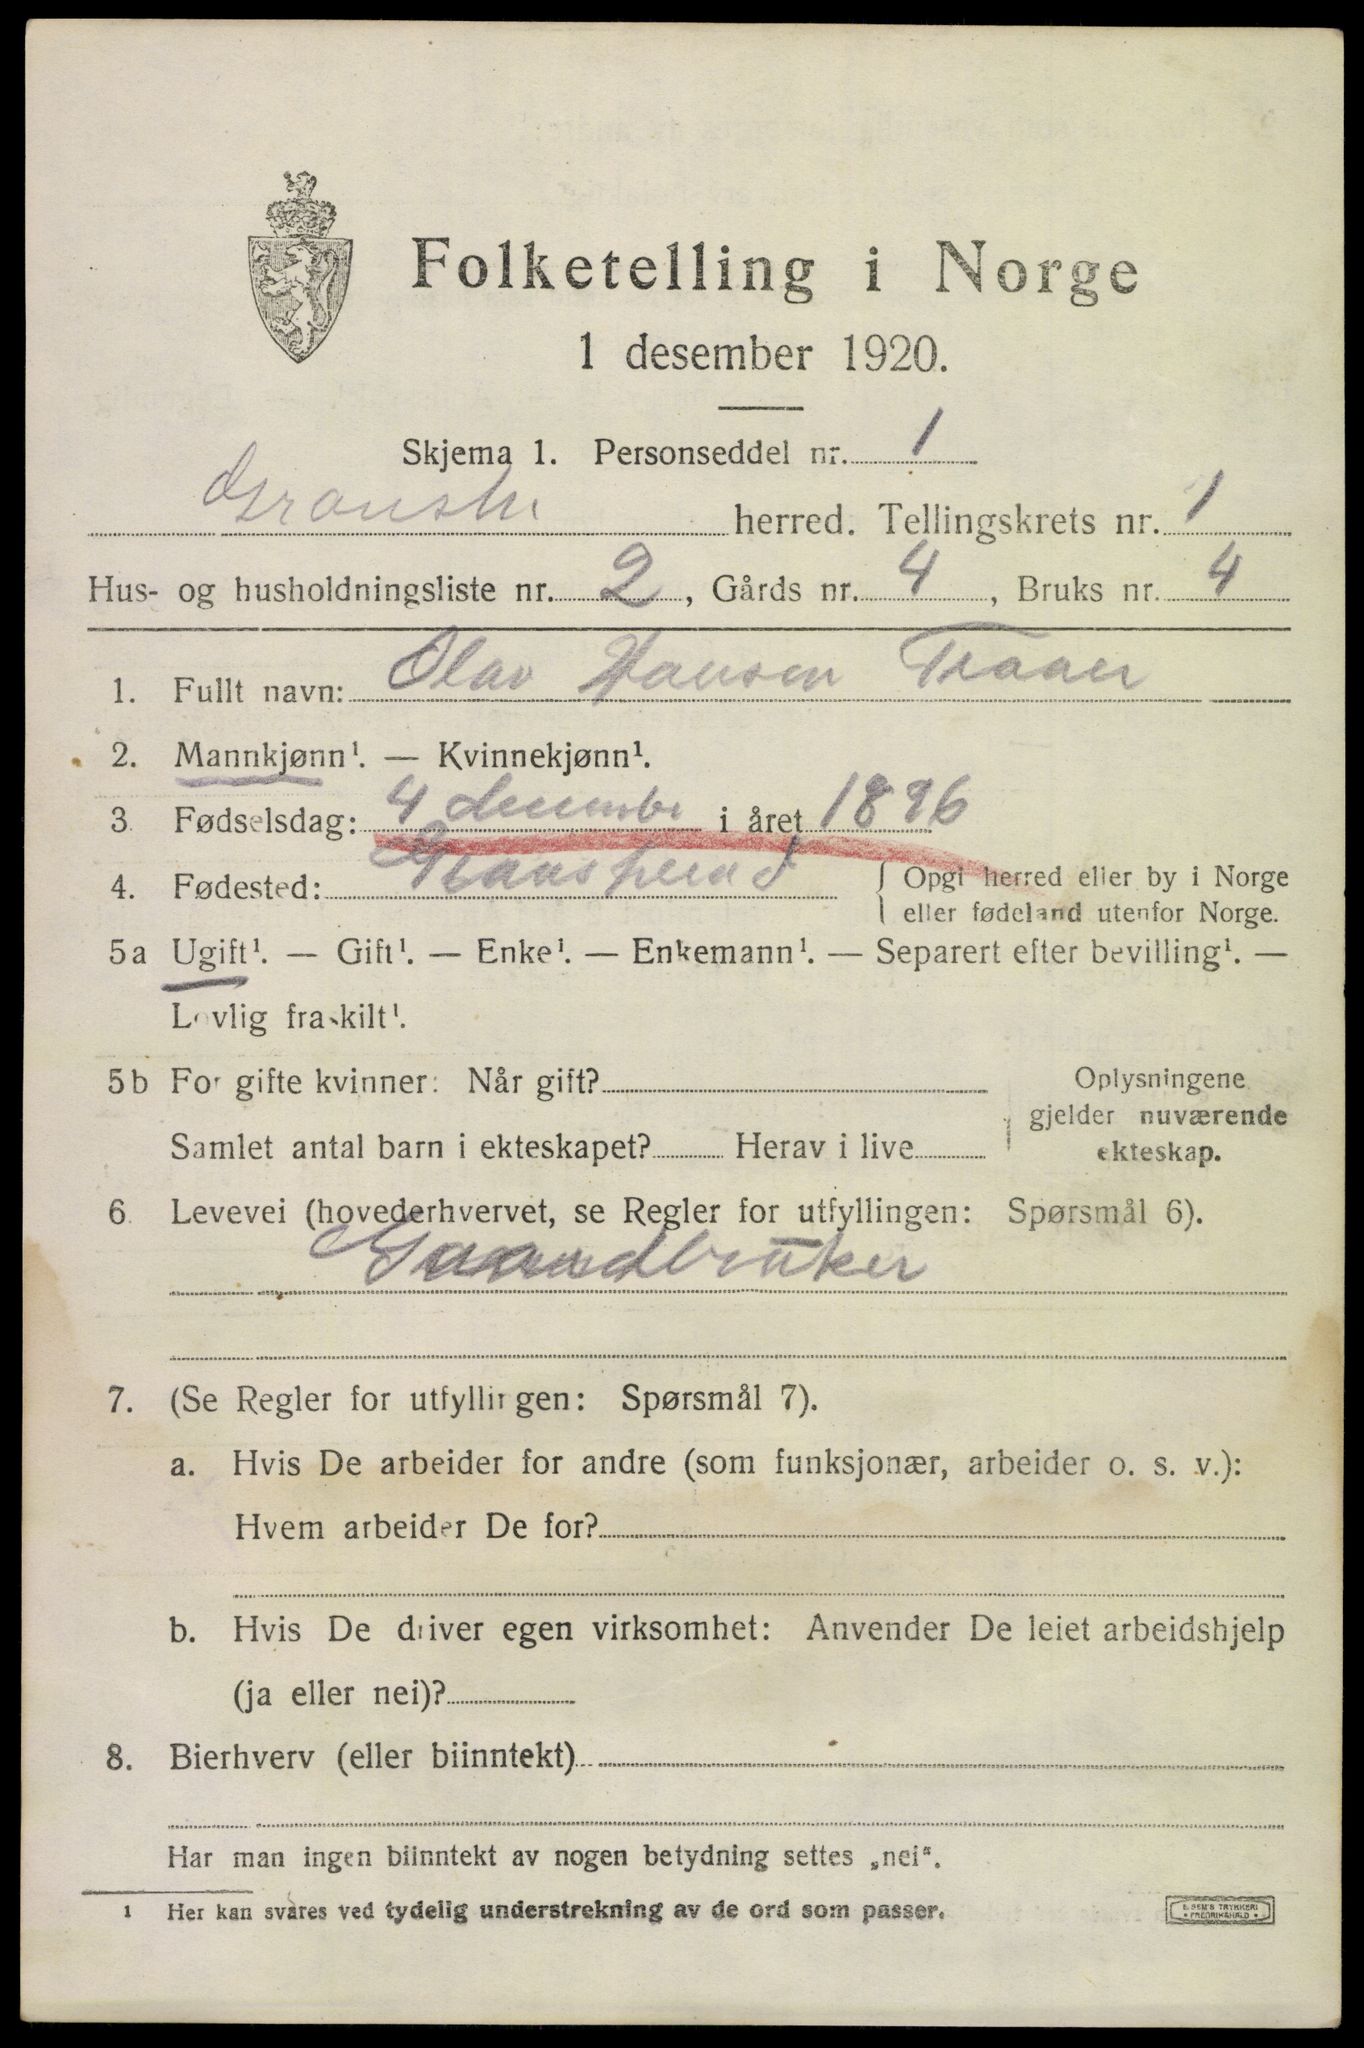 Folketelling i Norge
1 desember 1920.
Skjema 1. Personseddel nr. 1
herred. Tellingskrets nr. 1
Hus- og husholdningsliste nr. 2, Gårds nr. 4, Bruks nr. 4
1. Fullt navn: Olav Hansen Traaer
2. Mannkjønn¹. — Kvinnekjønn¹.
3. Fødselsdag: 4 decembr i året 1896
4. Fødested: Gransherad { Opgi herred eller by i Norge
eller fødeland utenfor Norge.
5a Ugift¹. — Gift¹. — Enke¹. — Enkemann¹. — Separert efter bevilling¹. —
Lovlig fraskilt¹.
5b For gifte kvinner: Når gift?
Samlet antal barn i ekteskapet? Herav i live
Oplysningene
gjelder nuværende
ekteskap.
6. Levevei (hovederhvervet, se Regler for utfyllingen: Spørsmål 6).
Gaardbruker
7. (Se Regler for utfyllingen: Spørsmål 7).
a. Hvis De arbeider for andre (som funksjonær, arbeider o. s. v.):
Hvem arbeider De for?
b. Hvis De driver egen virksomhet: Anvender De leiet arbeidshjelp
(ja eller nei)?
8. Bierhverv (eller biinntekt)
Har man ingen biinntekt av nogen betydning settes „nei“.
1 Her kan svares ved tydelig understrekning av de ord som passer.
E. SEM'S TRYKKERI
• FREDRIKSHALD •